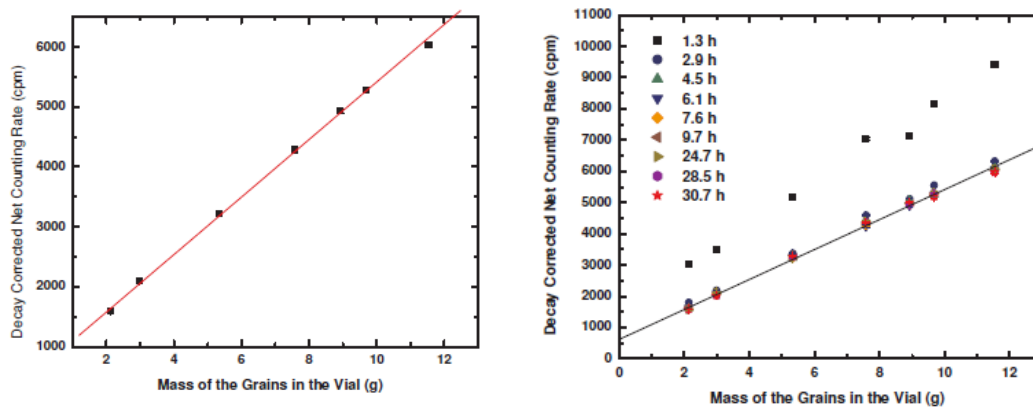 Decay Corrected Net Counting Rate (cpm)
6000
5000
4000
3000
2000
1000
2 4 6 8 10 12
Mass of the Grains in the Vial (g)
Decay Corrected Net Counting Rate (cpm)
11000
10000
9000
8000
7000
6000
5000
4000
3000
2000
1000
0
1.3 h
2.9 h
4.5 h
6.1 h
7.6 h
9.7 h
24.7 h
28.5 h
30.7 h
0 2 4 6 8 10 12
Mass of the Grains in the Vial (g)